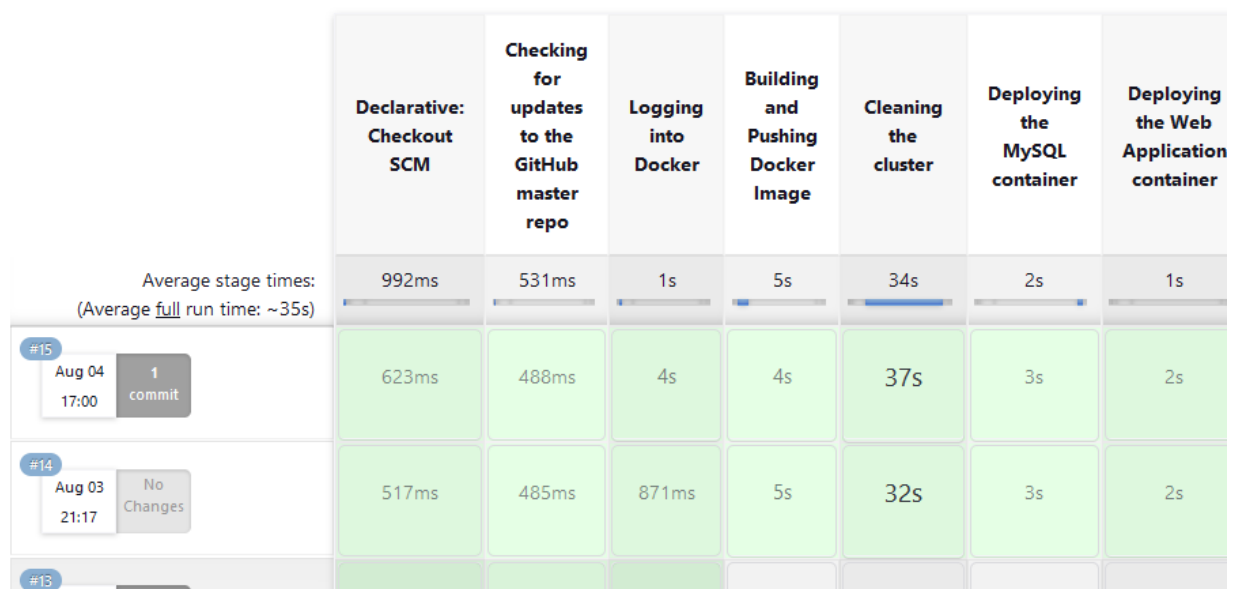 Declarative:
Checkout
SCM
Checking
for
updates
to the
GitHub
master
repo
Logging
into
Docker
Building
and
Pushing
Docker
Image
Cleaning
the
cluster
Deploying
the
MySQL
container
Deploying
the Web
Application
container
Average stage times:
(Average full run time: ~35s)
992ms
531ms
1s
5s
34s
2s
1s
#15
Aug 04
17:00
1
commit
623ms
488ms
4s
4s
37s
3s
2s
#14
Aug 03
21:17
No
Changes
517ms
485ms
871ms
5s
32s
3s
2s
#13